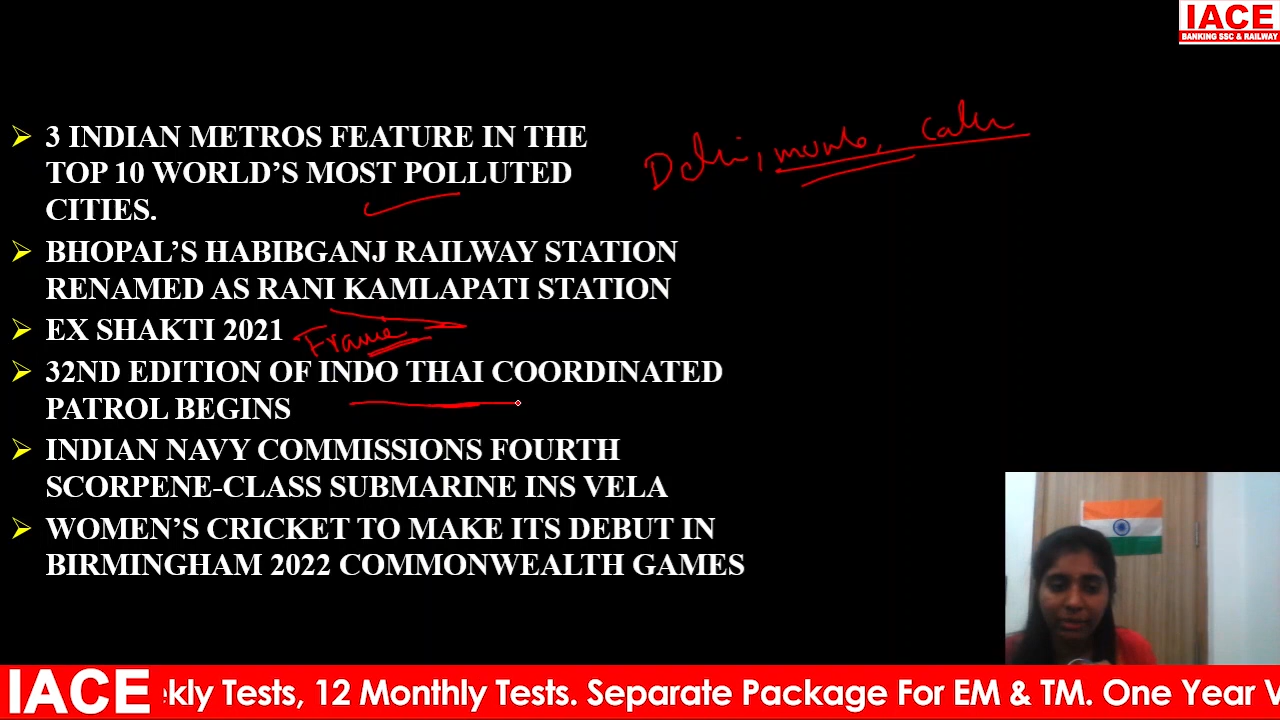 IACE
BANKING SSC & RAILWAY
➢ 3 INDIAN METROS FEATURE IN THE
TOP 10 WORLD’S MOST POLLUTED
CITIES.
Delhi,
➢ BHOPAL’S HABIBGANJ RAILWAY STATION
RENAMED AS RANI KAMLAPATI STATION
➢ EX SHAKTI 2021
➢ 32ND EDITION OF INDO THAI COORDINATED
PATROL BEGINS
➢ INDIAN NAVY COMMISSIONS FOURTH
SCORPENE-CLASS SUBMARINE INS VELA
➢ WOMEN’S CRICKET TO MAKE ITS DEBUT IN
BIRMINGHAM 2022 COMMONWEALTH GAMES
IACE
ekly Tests, 12 Monthly Tests. Separate Package For EM & TM. One Year V